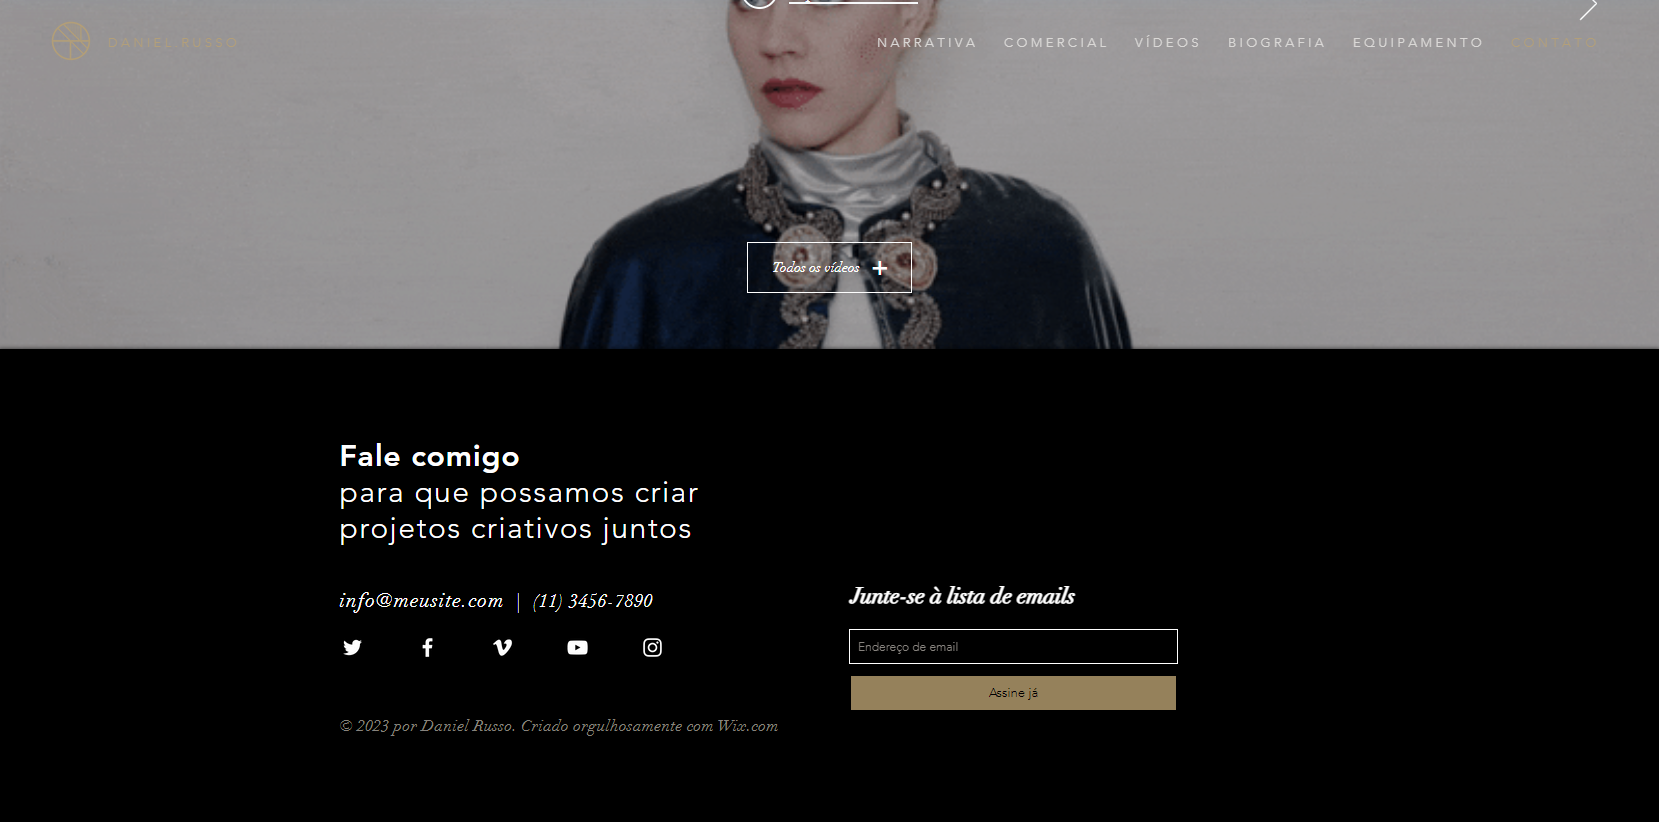 DANIEL RUSSO
NARRATIVA COMERCIAL VÍDEOS BIOGRAFIA EQUIPAMENTO CONTATO
Todos os vídeos +
Fale comigo
para que possamos criar
projetos criativos juntos
info@meusite.com | (11) 3456-7890
Junte-se à lista de emails
Endereço de email
Assine já
© 2023 por Daniel Russo. Criado orgulhosamente com Wix.com